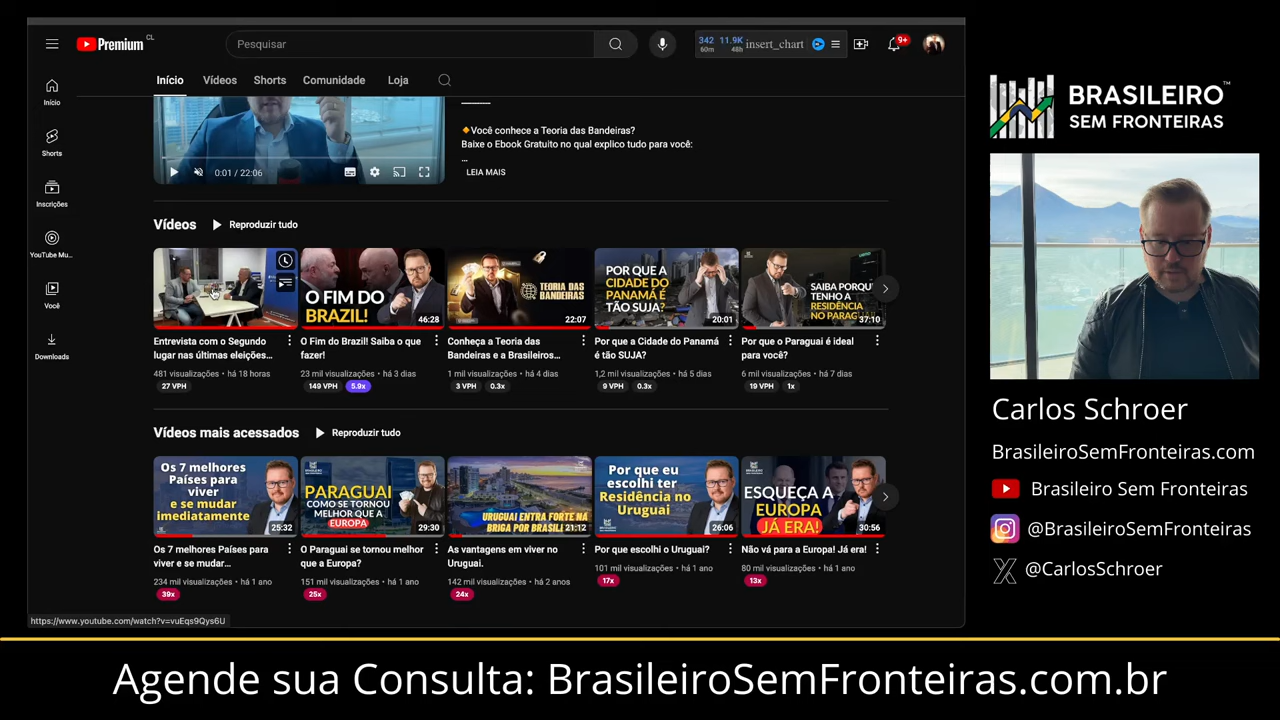 Premium CL
Pesquisar
342 11.9K
60m 48h
insert_chart
9+
Início Vídeos Shorts Comunidade Loja
Início
Shorts
Inscrições
YouTube Mu...
Você
Downloads
Você conhece a Teoria das Bandeiras?
Baixe o Ebook Gratuito no qual explico tudo para você:
...
LEIA MAIS
0:01 / 22:06
Vídeos Reproduzir tudo
O FIM DO
BRAZIL!
46:28
TEORIA DAS
BANDEIRAS
22:07
POR QUE A
CIDADE DO
PANAMÁ É
TÃO SUJA?
20:01
SAIBA PORQUE
TENHO A
RESIDÊNCIA
NO PARAG
37:10
Entrevista com o Segundo
lugar nas últimas eleições...
481 visualizações • há 18 horas
27 VPH
O Fim do Brazil! Saiba o que
fazer!
23 mil visualizações • há 3 dias
149 VPH 5.9x
Conheça a Teoria das
Bandeiras e a Brasileiros...
1 mil visualizações • há 4 dias
3 VPH 0.3x
Por que a Cidade do Panamá
é tão SUJA?
1,2 mil visualizações • há 5 dias
9 VPH 0.3x
Por que o Paraguai é ideal
para você?
6 mil visualizações • há 7 dias
19 VPH 1x
Vídeos mais acessados Reproduzir tudo
Os 7 melhores
Países para
viver
e se mudar
imediatamente
25:32
PARAGUAI
COMO SE TORNOU
MELHOR QUE A
EUROPA
29:30
URUGUAI ENTRA FORTE NA
BRIGA POR BRASILI
21:12
Por que eu
escolhi ter
Residência no
Uruguai
26:06
ESQUEÇA A
EUROPA
JÁ ERA!
30:56
Os 7 melhores Países para
viver e se mudar...
234 mil visualizações • há 1 ano
39x
O Paraguai se tornou melhor
que a Europa?
151 mil visualizações • há 1 ano
25x
As vantagens em viver no
Uruguai.
142 mil visualizações • há 2 anos
24x
Por que escolhi o Uruguai?
101 mil visualizações • há 1 ano
17x
Não vá para a Europa! Já era!
80 mil visualizações • há 1 ano
13x
https://www.youtube.com/watch?v=vuEqs9Qys6U
BRASILEIRO™
SEM FRONTEIRAS
Carlos Schroer
BrasileiroSemFronteiras.com
Brasileiro Sem Fronteiras
@BrasileiroSemFronteiras
@CarlosSchroer
Agende sua Consulta: BrasileiroSemFronteiras.com.br